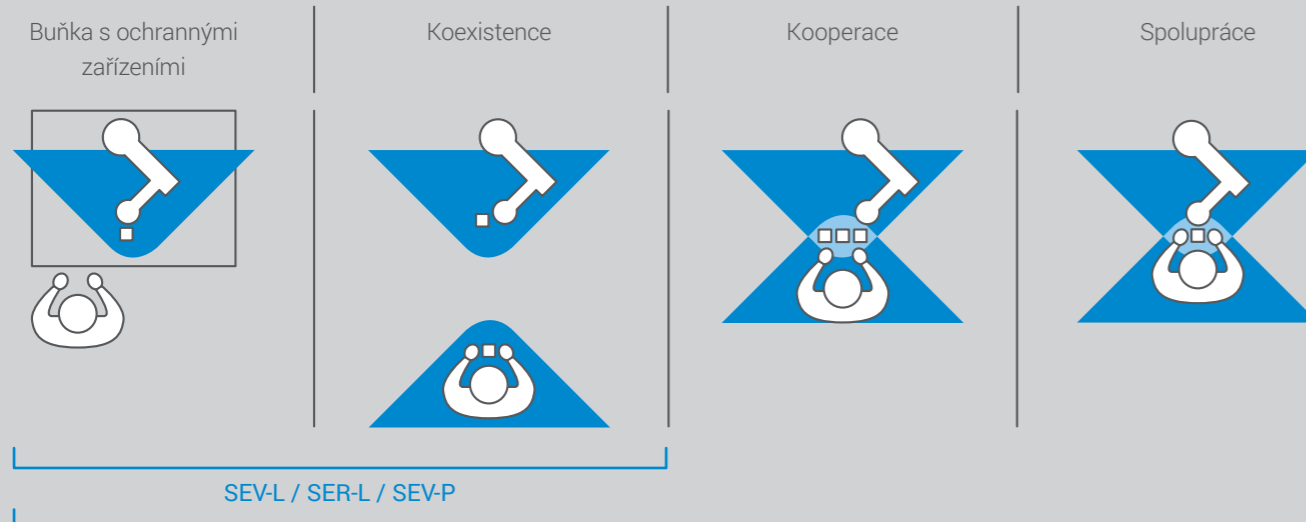 Buňka s ochrannými
zařízeními
Koexistence
Kooperace
Spolupráce
SEV-L / SER-L / SEV-P